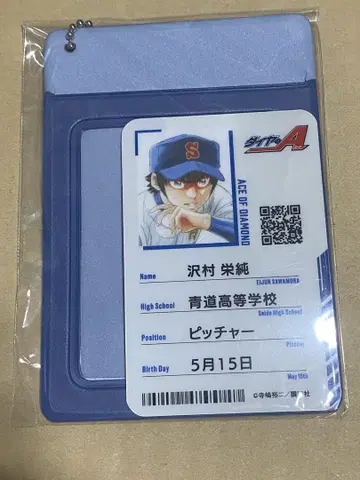 ダイヤのA
S
ACE OF DIAMOND
Name 沢村 栄純
EIJUN SAWAMURA
High School 青道高等学校
Seido High School
Position ピッチャー
Pitcher
Birth Day 5月15日
May 15th
©寺嶋裕二/講談社